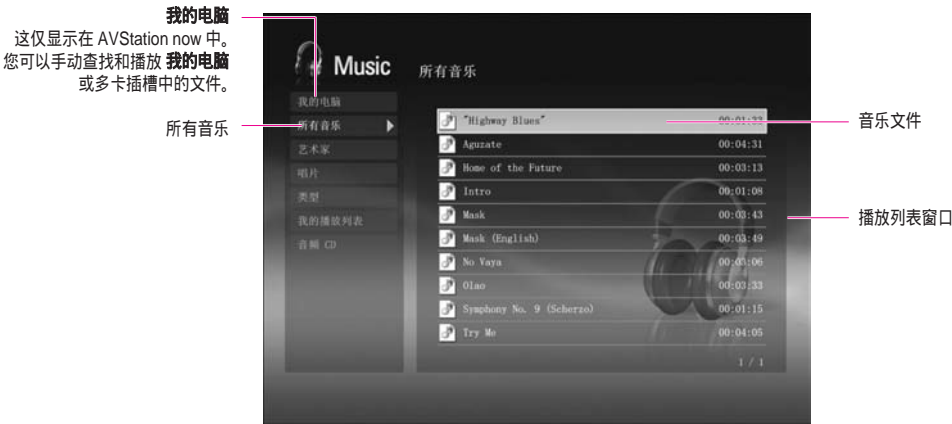 我的电脑
这仅显示在 AVStation now 中。
您可以手动查找和播放 我的电脑
或多卡插槽中的文件。
所有音乐
Music
所有音乐
我的电脑
所有音乐
艺术家
唱片
类型
我的播放列表
音频 CD
"Highway Blues" 00:01:33
Aguzate 00:04:31
Home of the Future 00:03:13
Intro 00:01:08
Mask 00:03:43
Mask (English) 00:03:49
No Vaya 00:03:06
Olao 00:03:33
Symphony No. 9 (Scherzo) 00:01:15
Try Me 00:04:05
1 / 1
音乐文件
播放列表窗口